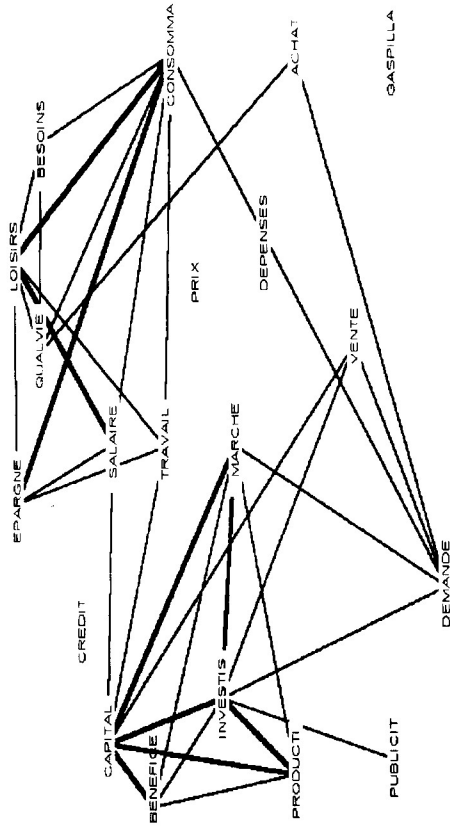 EPARGNE
LOISIRS
QUALVIE
BESOINS
CREDIT
CAPITAL
SALAIRE
BENEFICE
TRAVAIL
CONSOMMA
PRIX
INVESTIS
MARCHE
DEPENSES
PRODUCTI
ACHAT
VENTE
PUBLICIT
GASPILLA
DEMANDE